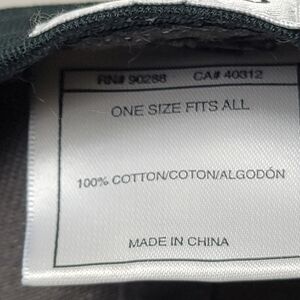 RN# 90288 CA# 40312
ONE SIZE FITS ALL
100% COTTON/COTON/ALGODÓN
MADE IN CHINA